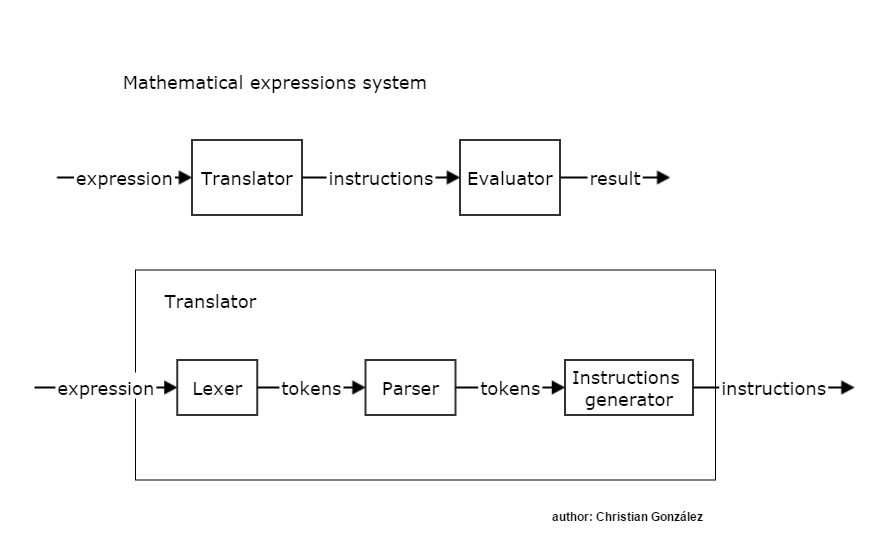 Mathematical expressions system
expression Translator instructions Evaluator result
Translator
expression Lexer tokens Parser tokens Instructions generator instructions
author: Christian González